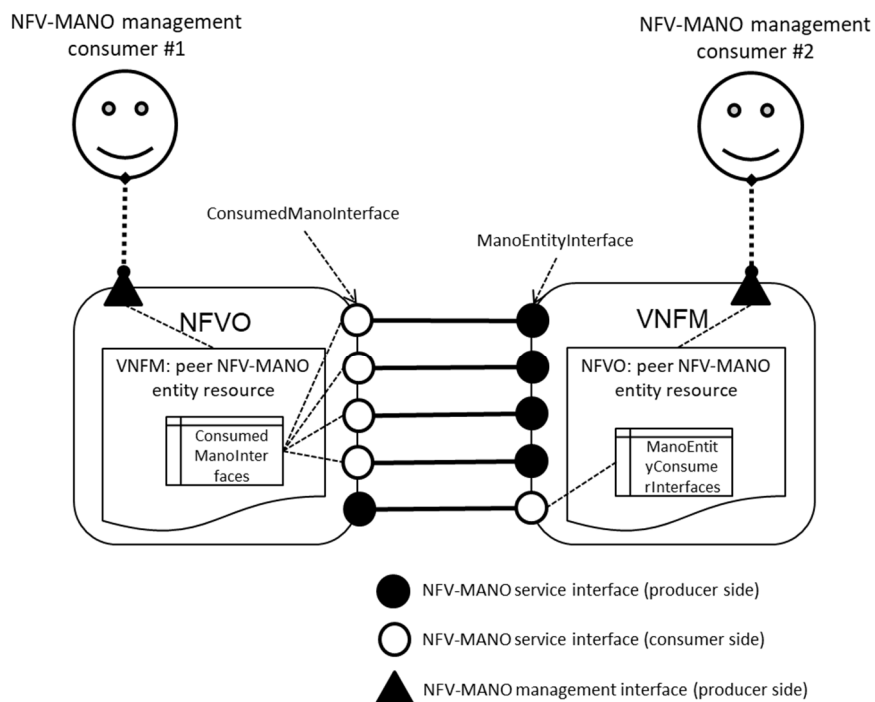 NFV-MANO management
consumer #1
NFV-MANO management
consumer #2
ConsumedManoInterface
ManoEntityInterface
NFVO
VNFM
VNFM: peer NFV-MANO
entity resource
Consumed
ManoInter
faces
NFVO: peer NFV-MANO
entity resource
ManoEntit
yConsume
rInterfaces
NFV-MANO service interface (producer side)
NFV-MANO service interface (consumer side)
NFV-MANO management interface (producer side)